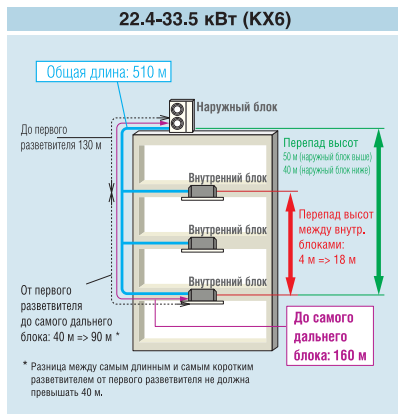 22.4-33.5 кВт (KX6)
Общая длина: 510 м
Наружный блок
До первого
разветвителя 130 м
Перепад высот
50 м (наружный блок выше)
40 м (наружный блок ниже)
Внутренний блок
Перепад высот
между внутр.
блоками:
4 м => 18 м
Внутренний блок
Внутренний блок
От первого
разветвителя
до самого дальнего
блока: 40 м => 90 м *
До самого
дальнего
блока: 160 м
* Разница между самым длинным и самым коротким
разветвителем от первого разветвителя не должна
превышать 40 м.